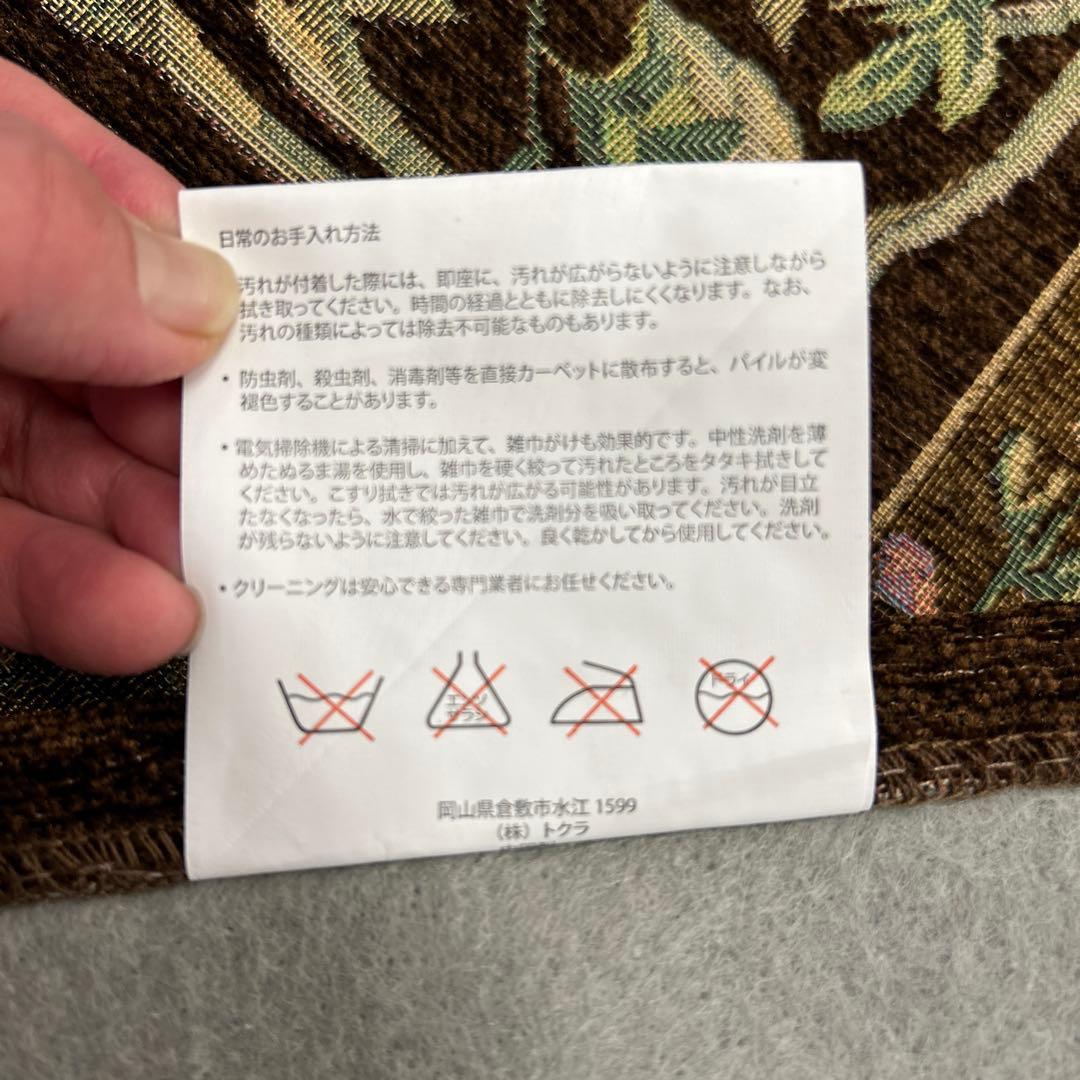 日常のお手入れ方法
汚れが付着した際には、即座に、汚れが広がらないように注意しながら
拭き取ってください。時間の経過とともに除去しにくくなります。なお、
汚れの種類によっては除去不可能なものもあります。
・防虫剤、殺虫剤、消毒剤等を直接カーペットに散布すると、パイルが変
褪色することがあります。
・電気掃除機による清掃に加えて、雑巾がけも効果的です。中性洗剤を薄
めたぬるま湯を使用し、雑巾を硬く絞って汚れたところをタタキ拭きして
ください。こすり拭きでは汚れが広がる可能性があります。汚れが目立
たなくなったら、水で絞った雑巾で洗剤分を吸い取ってください。洗剤
が残らないように注意してください。良く乾かしてから使用してください。
・クリーニングは安心できる専門業者にお任せください。
エンソ
サラシ
ドライ
岡山県倉敷市水江 1599
（株）トクラ